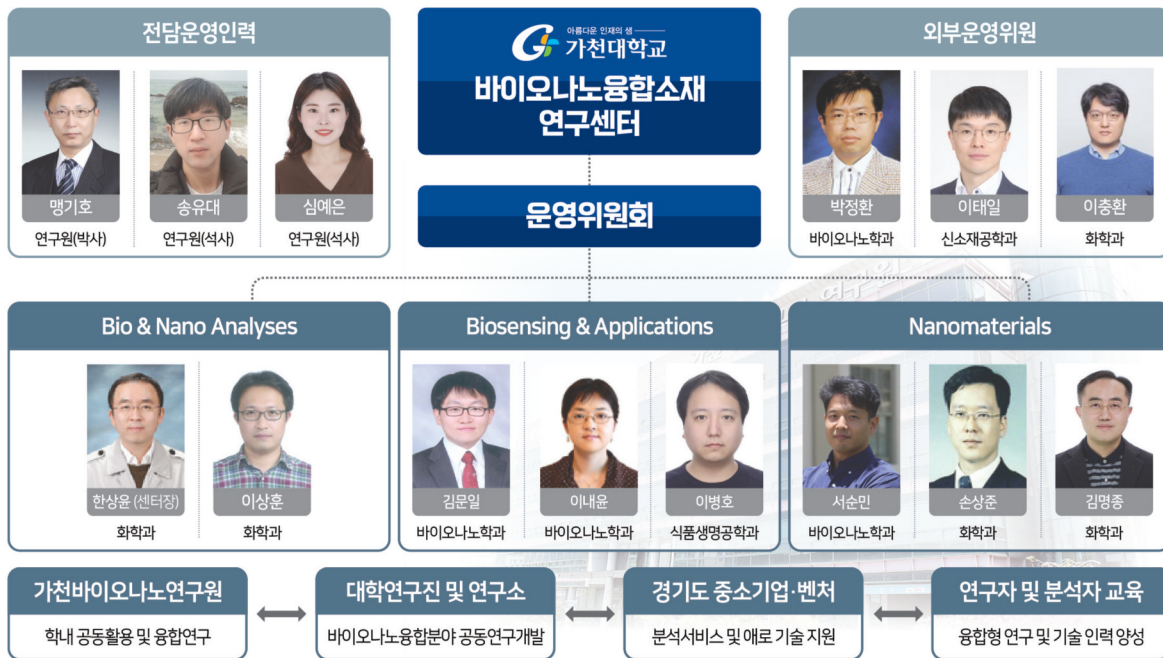 전담운영인력
맹기호
송유대
심예은
연구원(박사)
연구원(석사)
연구원(석사)
아름다운 인재의 샘
가천대학교
바이오나노융합소재
연구센터
운영위원회
외부운영위원
박정환
이태일
이충환
바이오나노학과
신소재공학과
화학과
Bio & Nano Analyses
한상윤 (센터장)
이상훈
화학과
화학과
Biosensing & Applications
김문일
이내윤
이병호
바이오나노학과
바이오나노학과
식품생명공학과
Nanomaterials
서순민
손상준
김명종
바이오나노학과
화학과
화학과
가천바이오나노연구원
학내 공동활용 및 융합연구
대학연구진 및 연구소
바이오나노융합분야 공동연구개발
경기도 중소기업·벤처
분석서비스 및 애로 기술 지원
연구자 및 분석자 교육
융합형 연구 및 기술 인력 양성